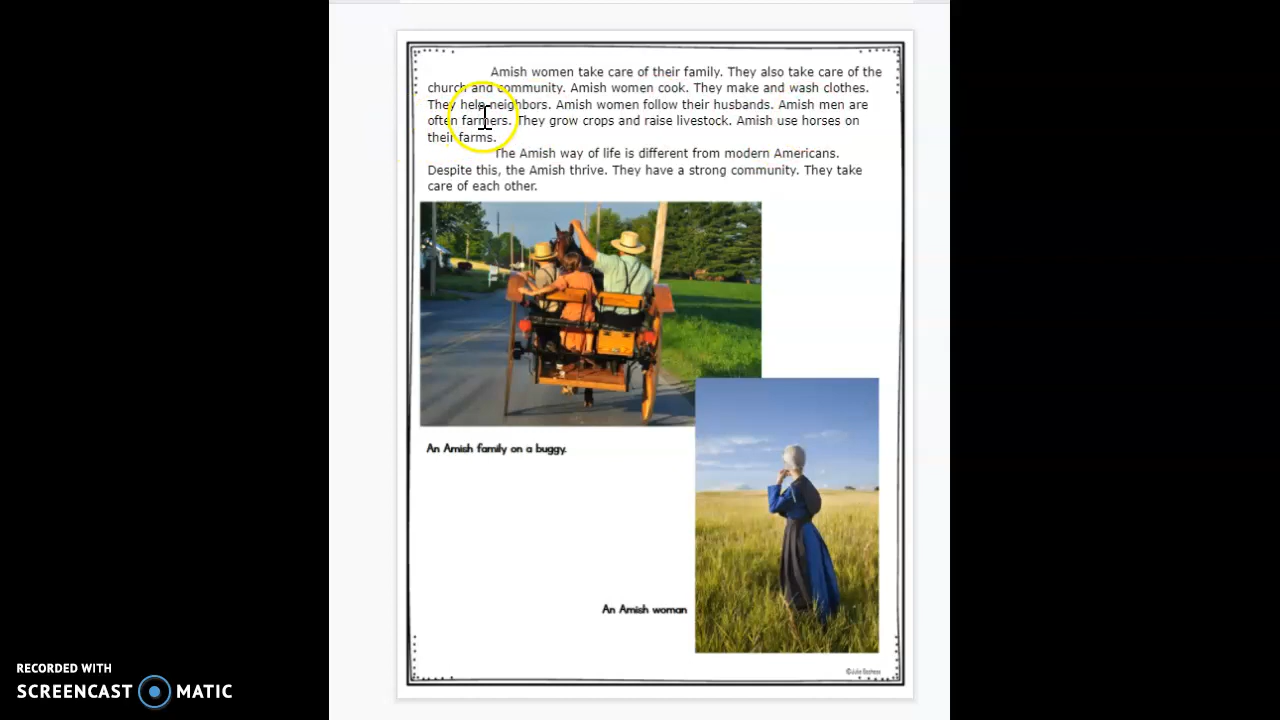 Amish women take care of their family. They also take care of the
church and community. Amish women cook. They make and wash clothes.
They help neighbors. Amish women follow their husbands. Amish men are
often farmers. They grow crops and raise livestock. Amish use horses on
their farms.
The Amish way of life is different from modern Americans.
Despite this, the Amish thrive. They have a strong community. They take
care of each other.
An Amish family on a buggy.
An Amish woman
RECORDED WITH
SCREENCAST MATIC